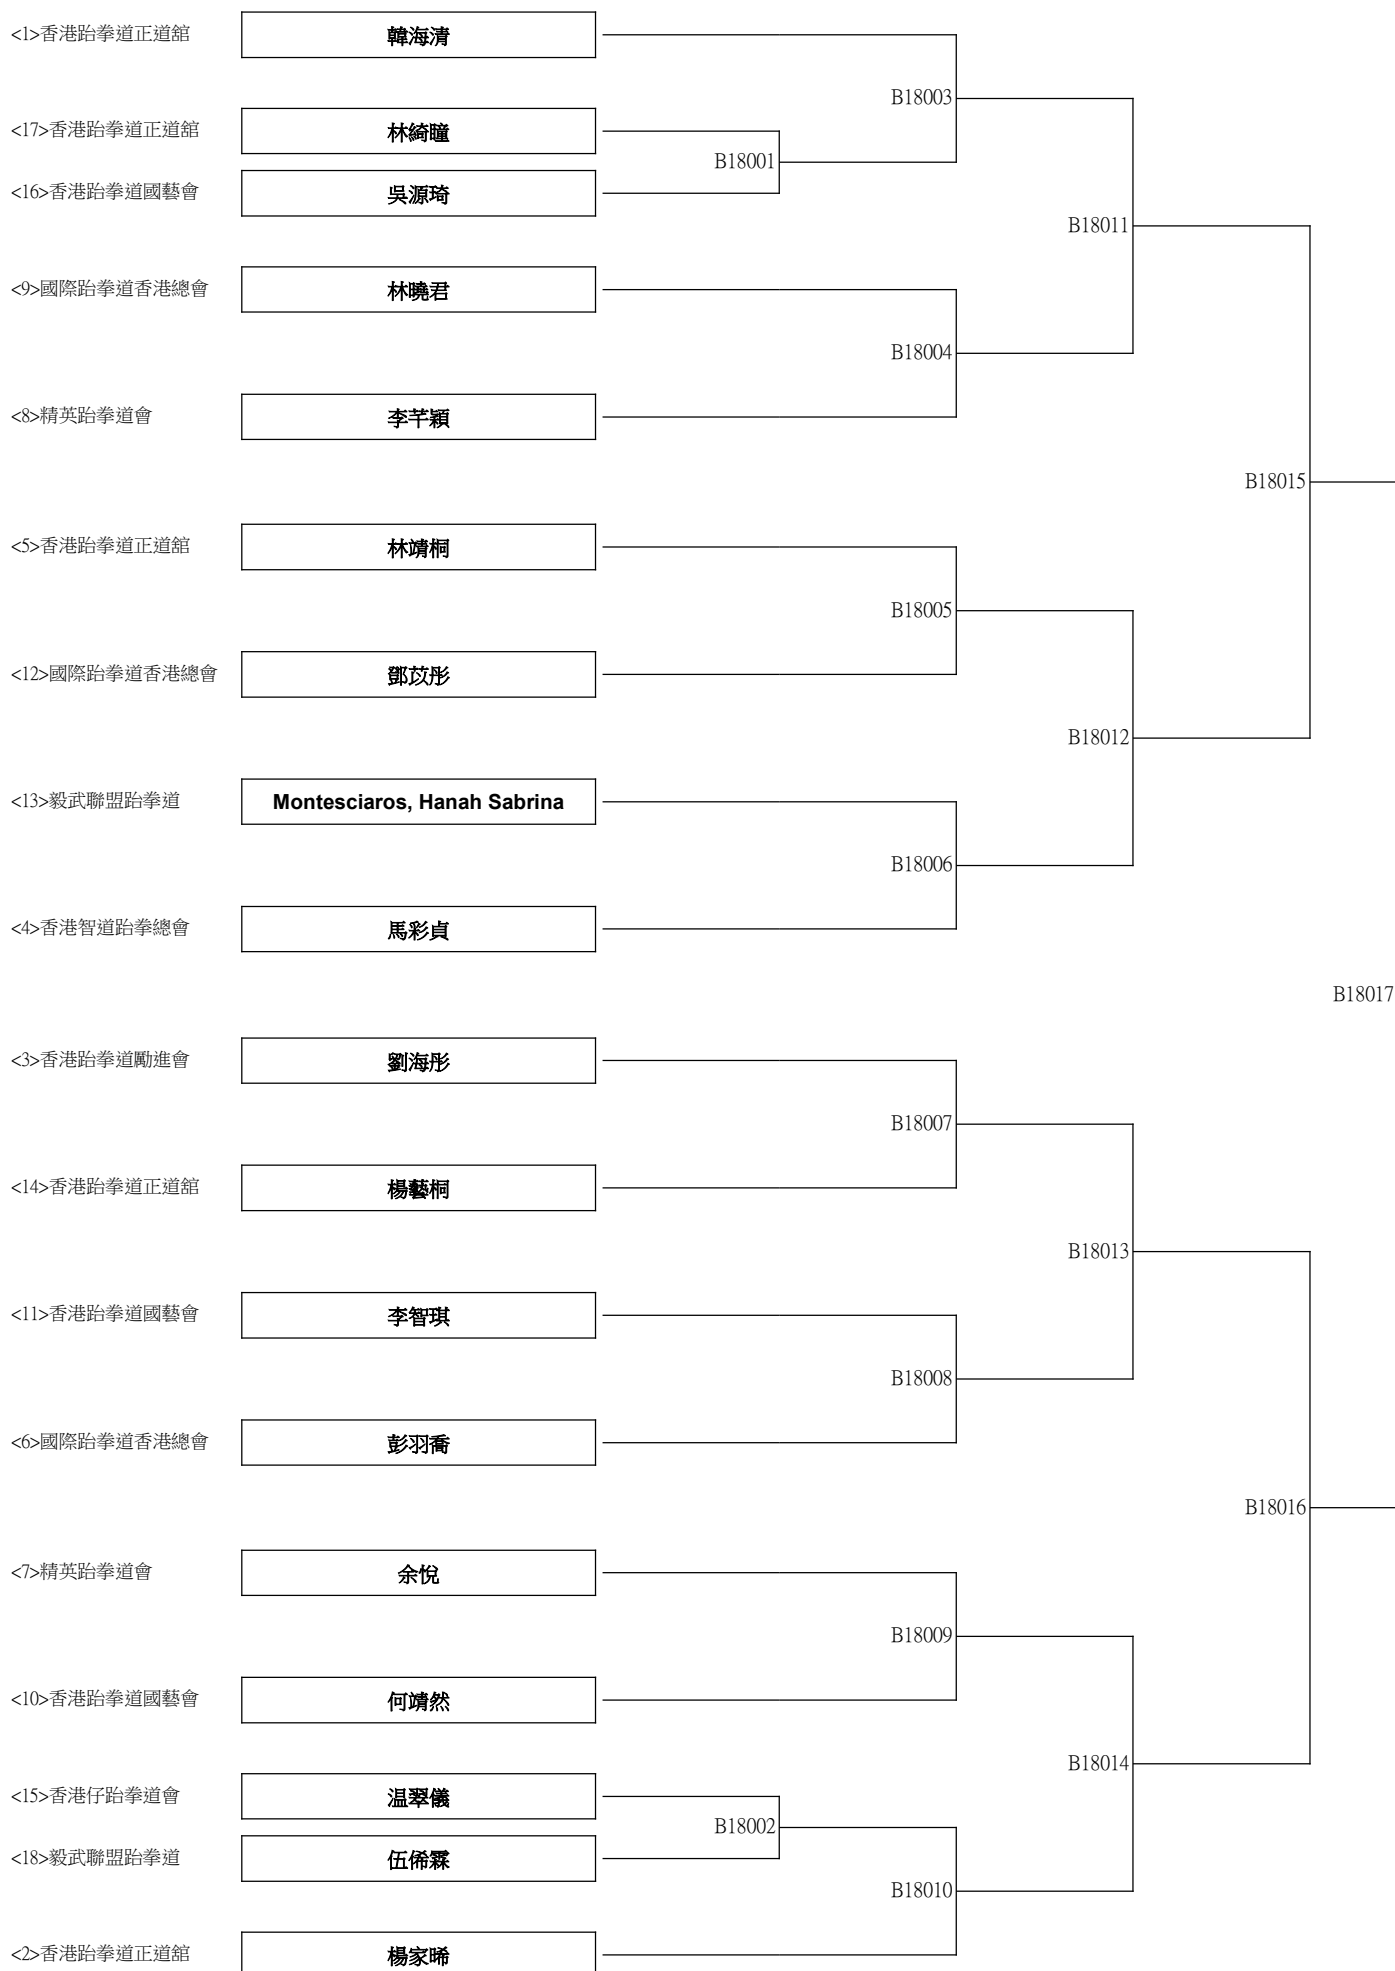 <1>香港跆拳道正道舘 韓海清
B18003
<17>香港跆拳道正道舘 林綺瞳
B18001
<16>香港跆拳道國藝會 吳源琦
B18011
<9>國際跆拳道香港總會 林曉君
B18004
<8>精英跆拳道會 李芊穎
B18015
<5>香港跆拳道正道舘 林靖桐
B18005
<12>國際跆拳道香港總會 鄧苡彤
B18012
<13>毅武聯盟跆拳道 Montesciaros, Hanah Sabrina
B18006
<4>香港智道跆拳總會 馬彩貞
B18017
<3>香港跆拳道勵進會 劉海彤
B18007
<14>香港跆拳道正道舘 楊藝桐
B18013
<11>香港跆拳道國藝會 李智琪
B18008
<6>國際跆拳道香港總會 彭羽喬
B18016
<7>精英跆拳道會 余悅
B18009
<10>香港跆拳道國藝會 何靖然
B18014
<15>香港仔跆拳道會 温翠儀
B18002
<18>毅武聯盟跆拳道 伍俙霖
B18010
<2>香港跆拳道正道舘 楊家晞